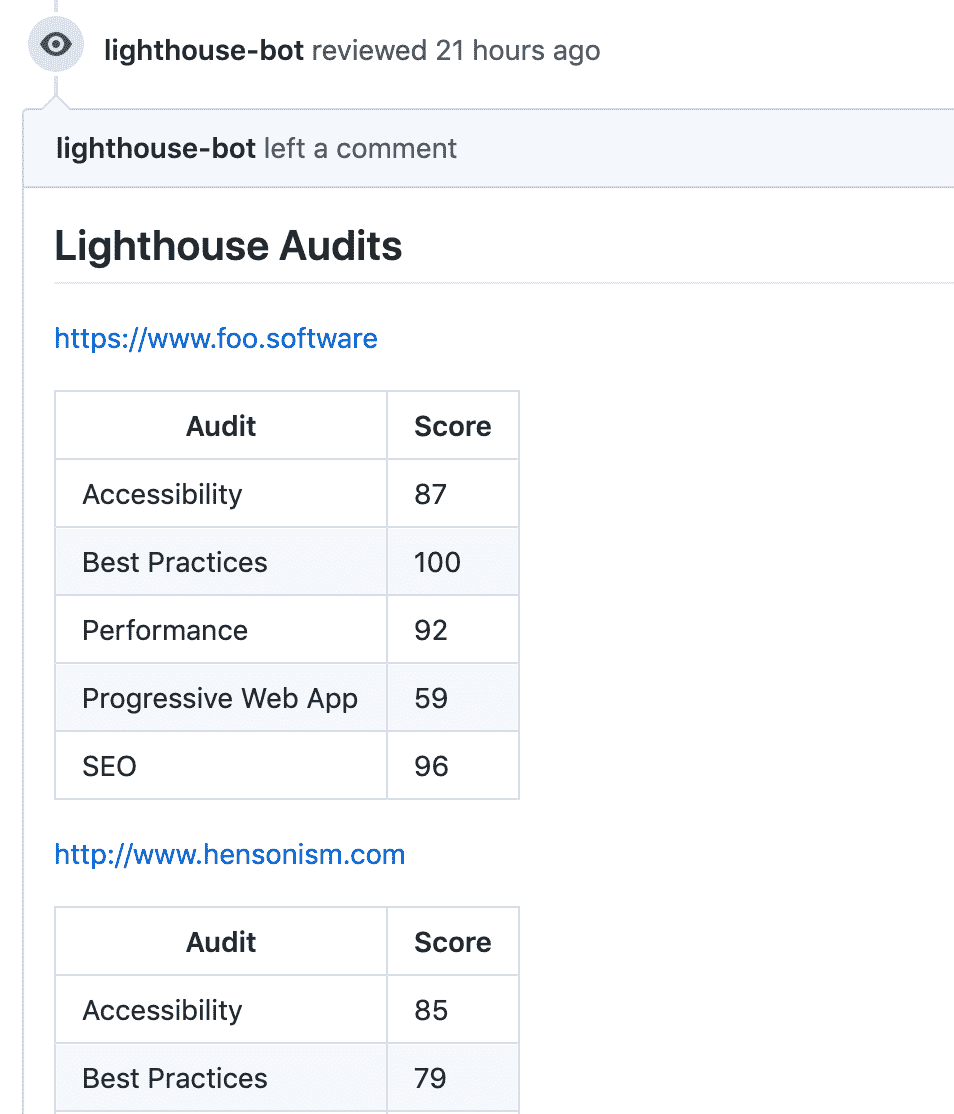 lighthouse-bot reviewed 21 hours ago
lighthouse-bot left a comment
Lighthouse Audits
https://www.foo.software
Audit Score
Accessibility 87
Best Practices 100
Performance 92
Progressive Web App 59
SEO 96
http://www.hensonism.com
Audit Score
Accessibility 85
Best Practices 79